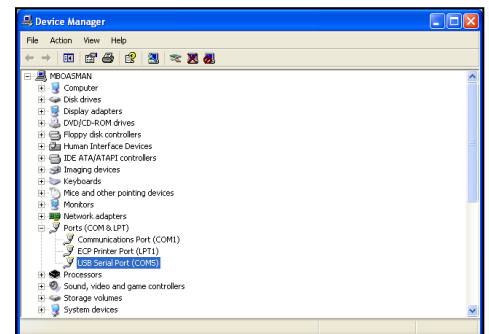 Device Manager
File Action View Help
MBOASMAN
Computer
Disk drives
Display adapters
DVD/CD-ROM drives
Floppy disk controllers
Human Interface Devices
IDE ATA/ATAPI controllers
Imaging devices
Keyboards
Mice and other pointing devices
Monitors
Network adapters
Ports (COM & LPT)
Communications Port (COM1)
ECP Printer Port (LPT1)
USB Serial Port (COM5)
Processors
Sound, video and game controllers
Storage volumes
System devices